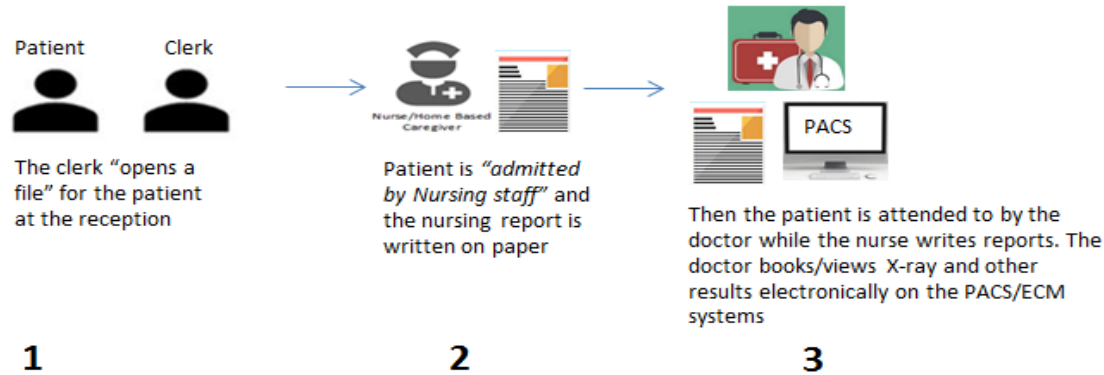 Patient
Clerk
The clerk “opens a
file” for the patient
at the reception
1
Nurse/Home Based
Caregiver
Patient is “admitted
by Nursing staff” and
the nursing report is
written on paper
2
PACS
Then the patient is attended to by the
doctor while the nurse writes reports. The
doctor books/views X-ray and other
results electronically on the PACS/ECM
systems
3